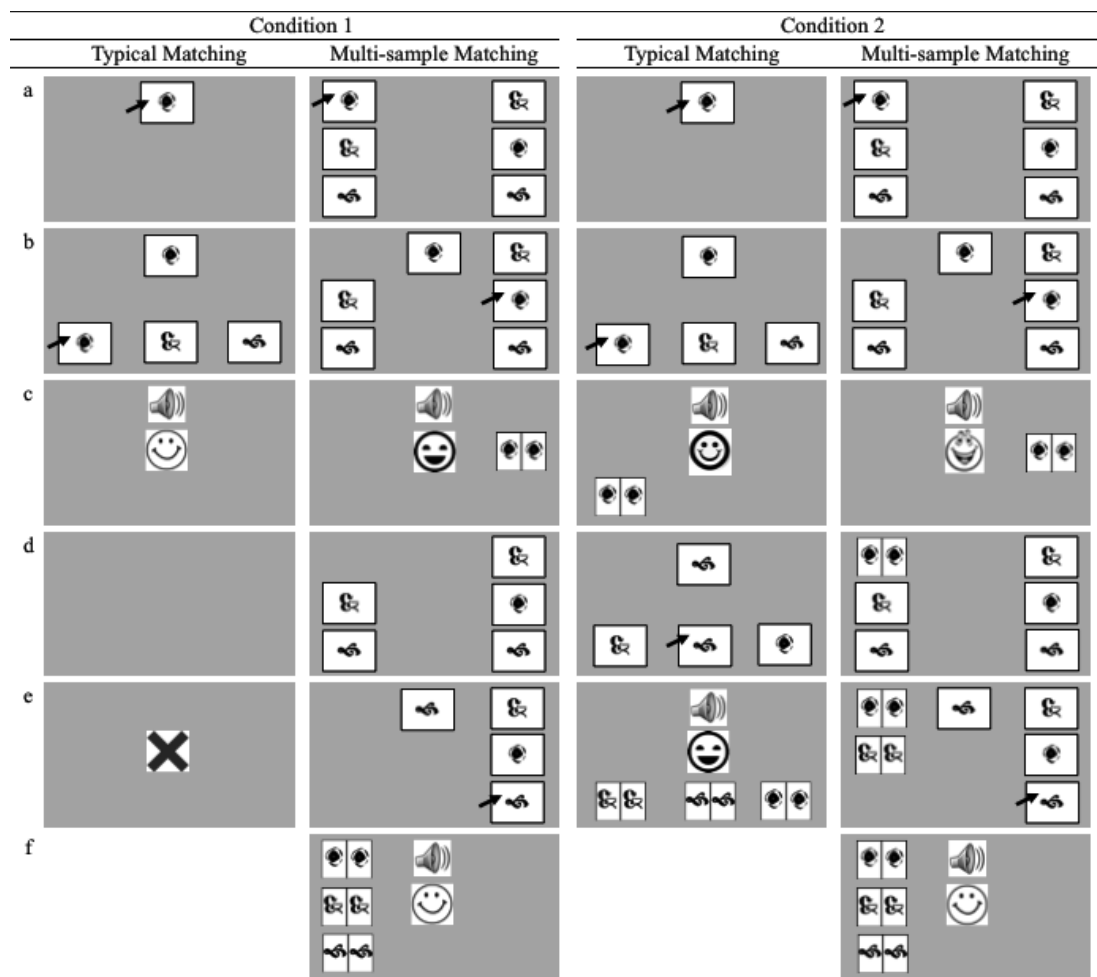 Condition 1 Condition 2
Typical Matching Multi-sample Matching Typical Matching Multi-sample Matching
a
b
c
d
e
f